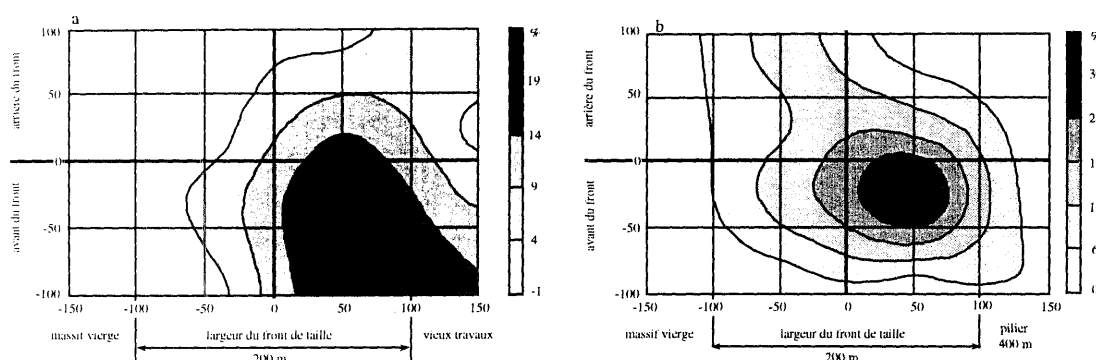 a
100
50
0
-50
-100
arrière du front
avant du front
-150 -100 -50 0 50 100 150
massif vierge
largeur du front de taille
vieux travaux
200 m
%
19
14
9
4
-1
b
100
50
0
-50
-100
arrière du front
avant du front
-150 -100 -50 0 50 100 150
massif vierge
largeur du front de taille
pilier
400 m
200 m